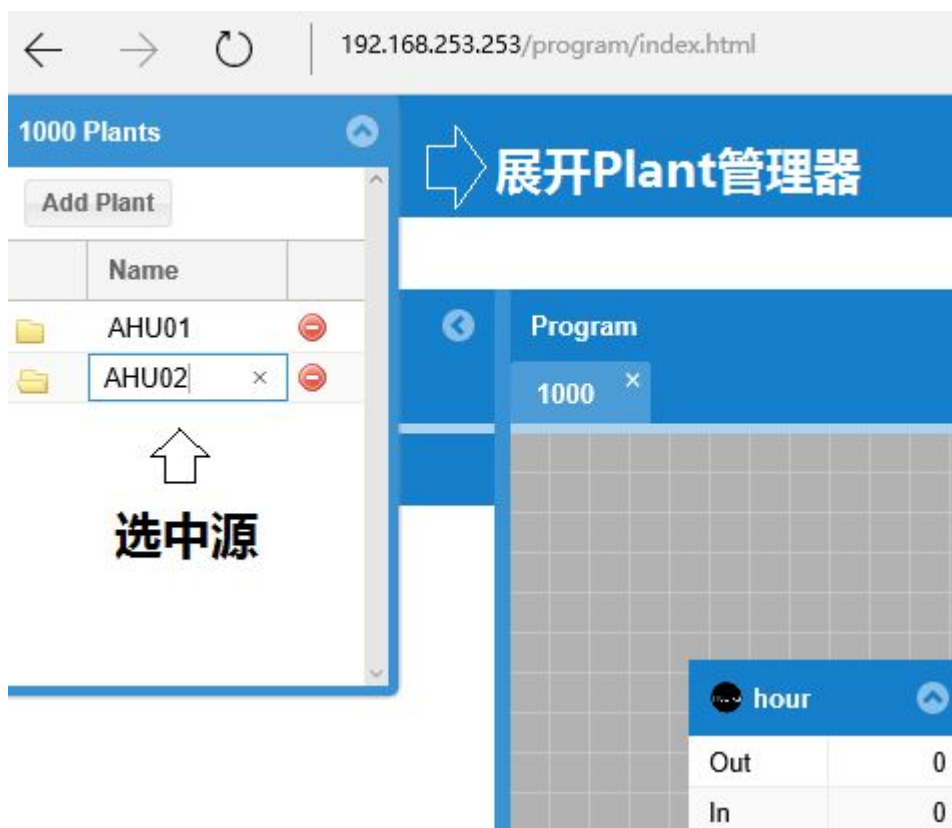 192.168.253.253/program/index.html
1000 Plants
展开Plant管理器
Add Plant
Name
AHU01
AHU02
选中源
Program
1000
hour
Out 0
In 0